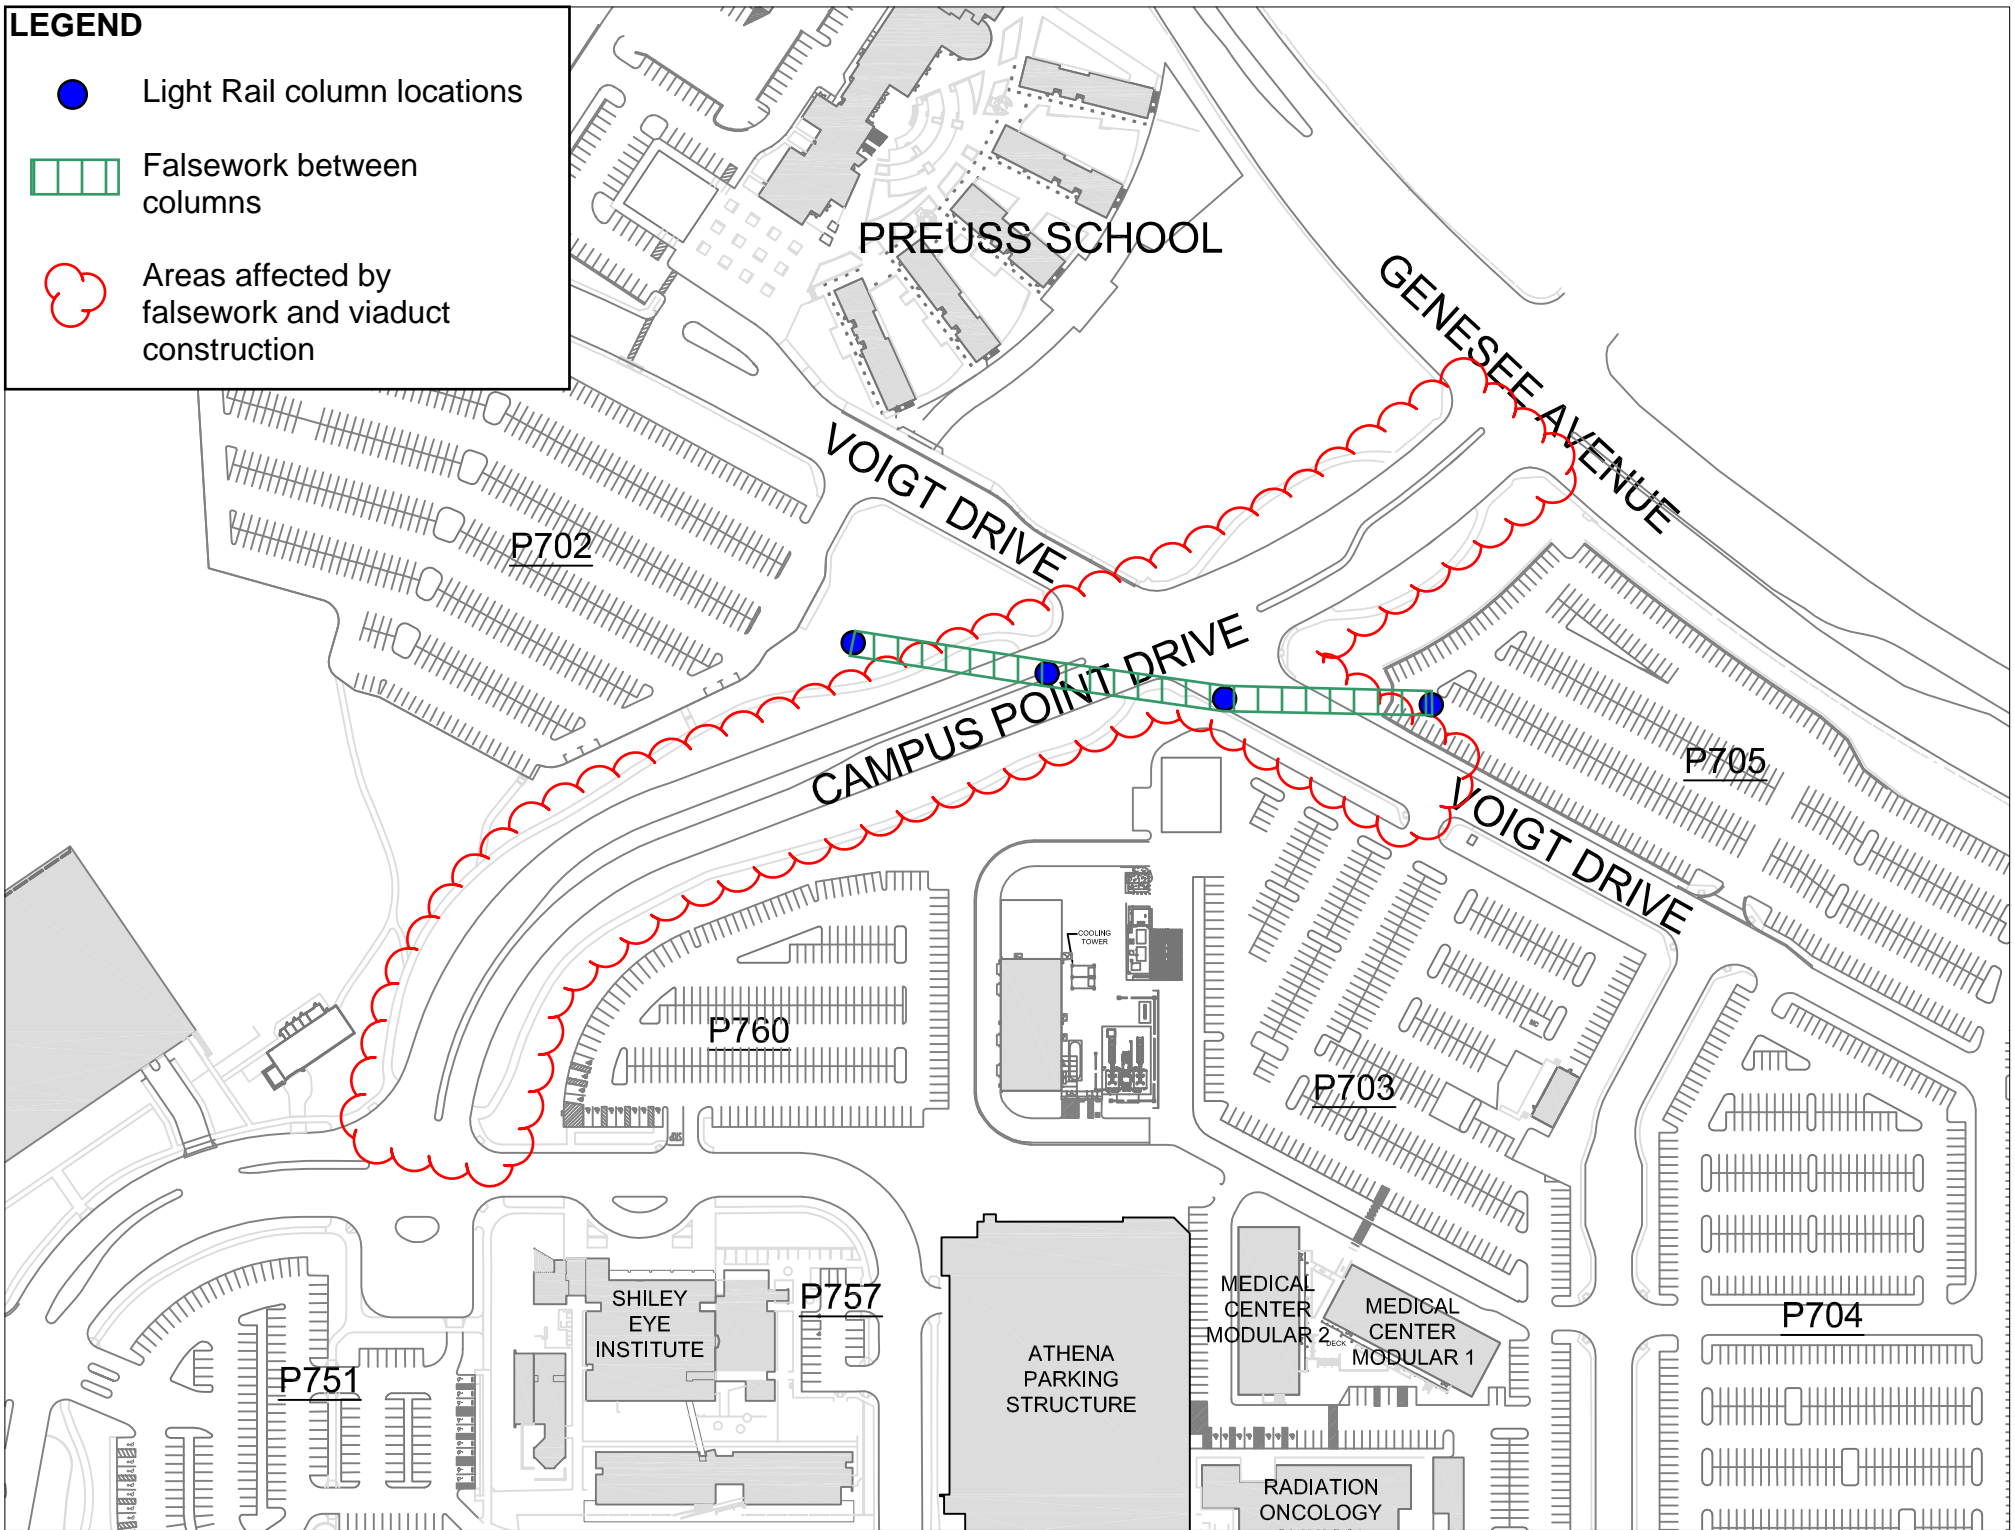 LEGEND
Light Rail column locations
Falsework between
columns
Areas affected by
falsework and viaduct
construction
PREUSS SCHOOL
GENESEE AVENUE
VOIGT DRIVE
P702
CAMPUS POINT DRIVE
P705
VOIGT DRIVE
COOLING
TOWER
P760
P703
P757
SHILEY
EYE
INSTITUTE
MEDICAL
CENTER
MODULAR 2
DECK
MEDICAL
CENTER
MODULAR 1
P704
P751
ATHENA
PARKING
STRUCTURE
RADIATION
ONCOLOGY